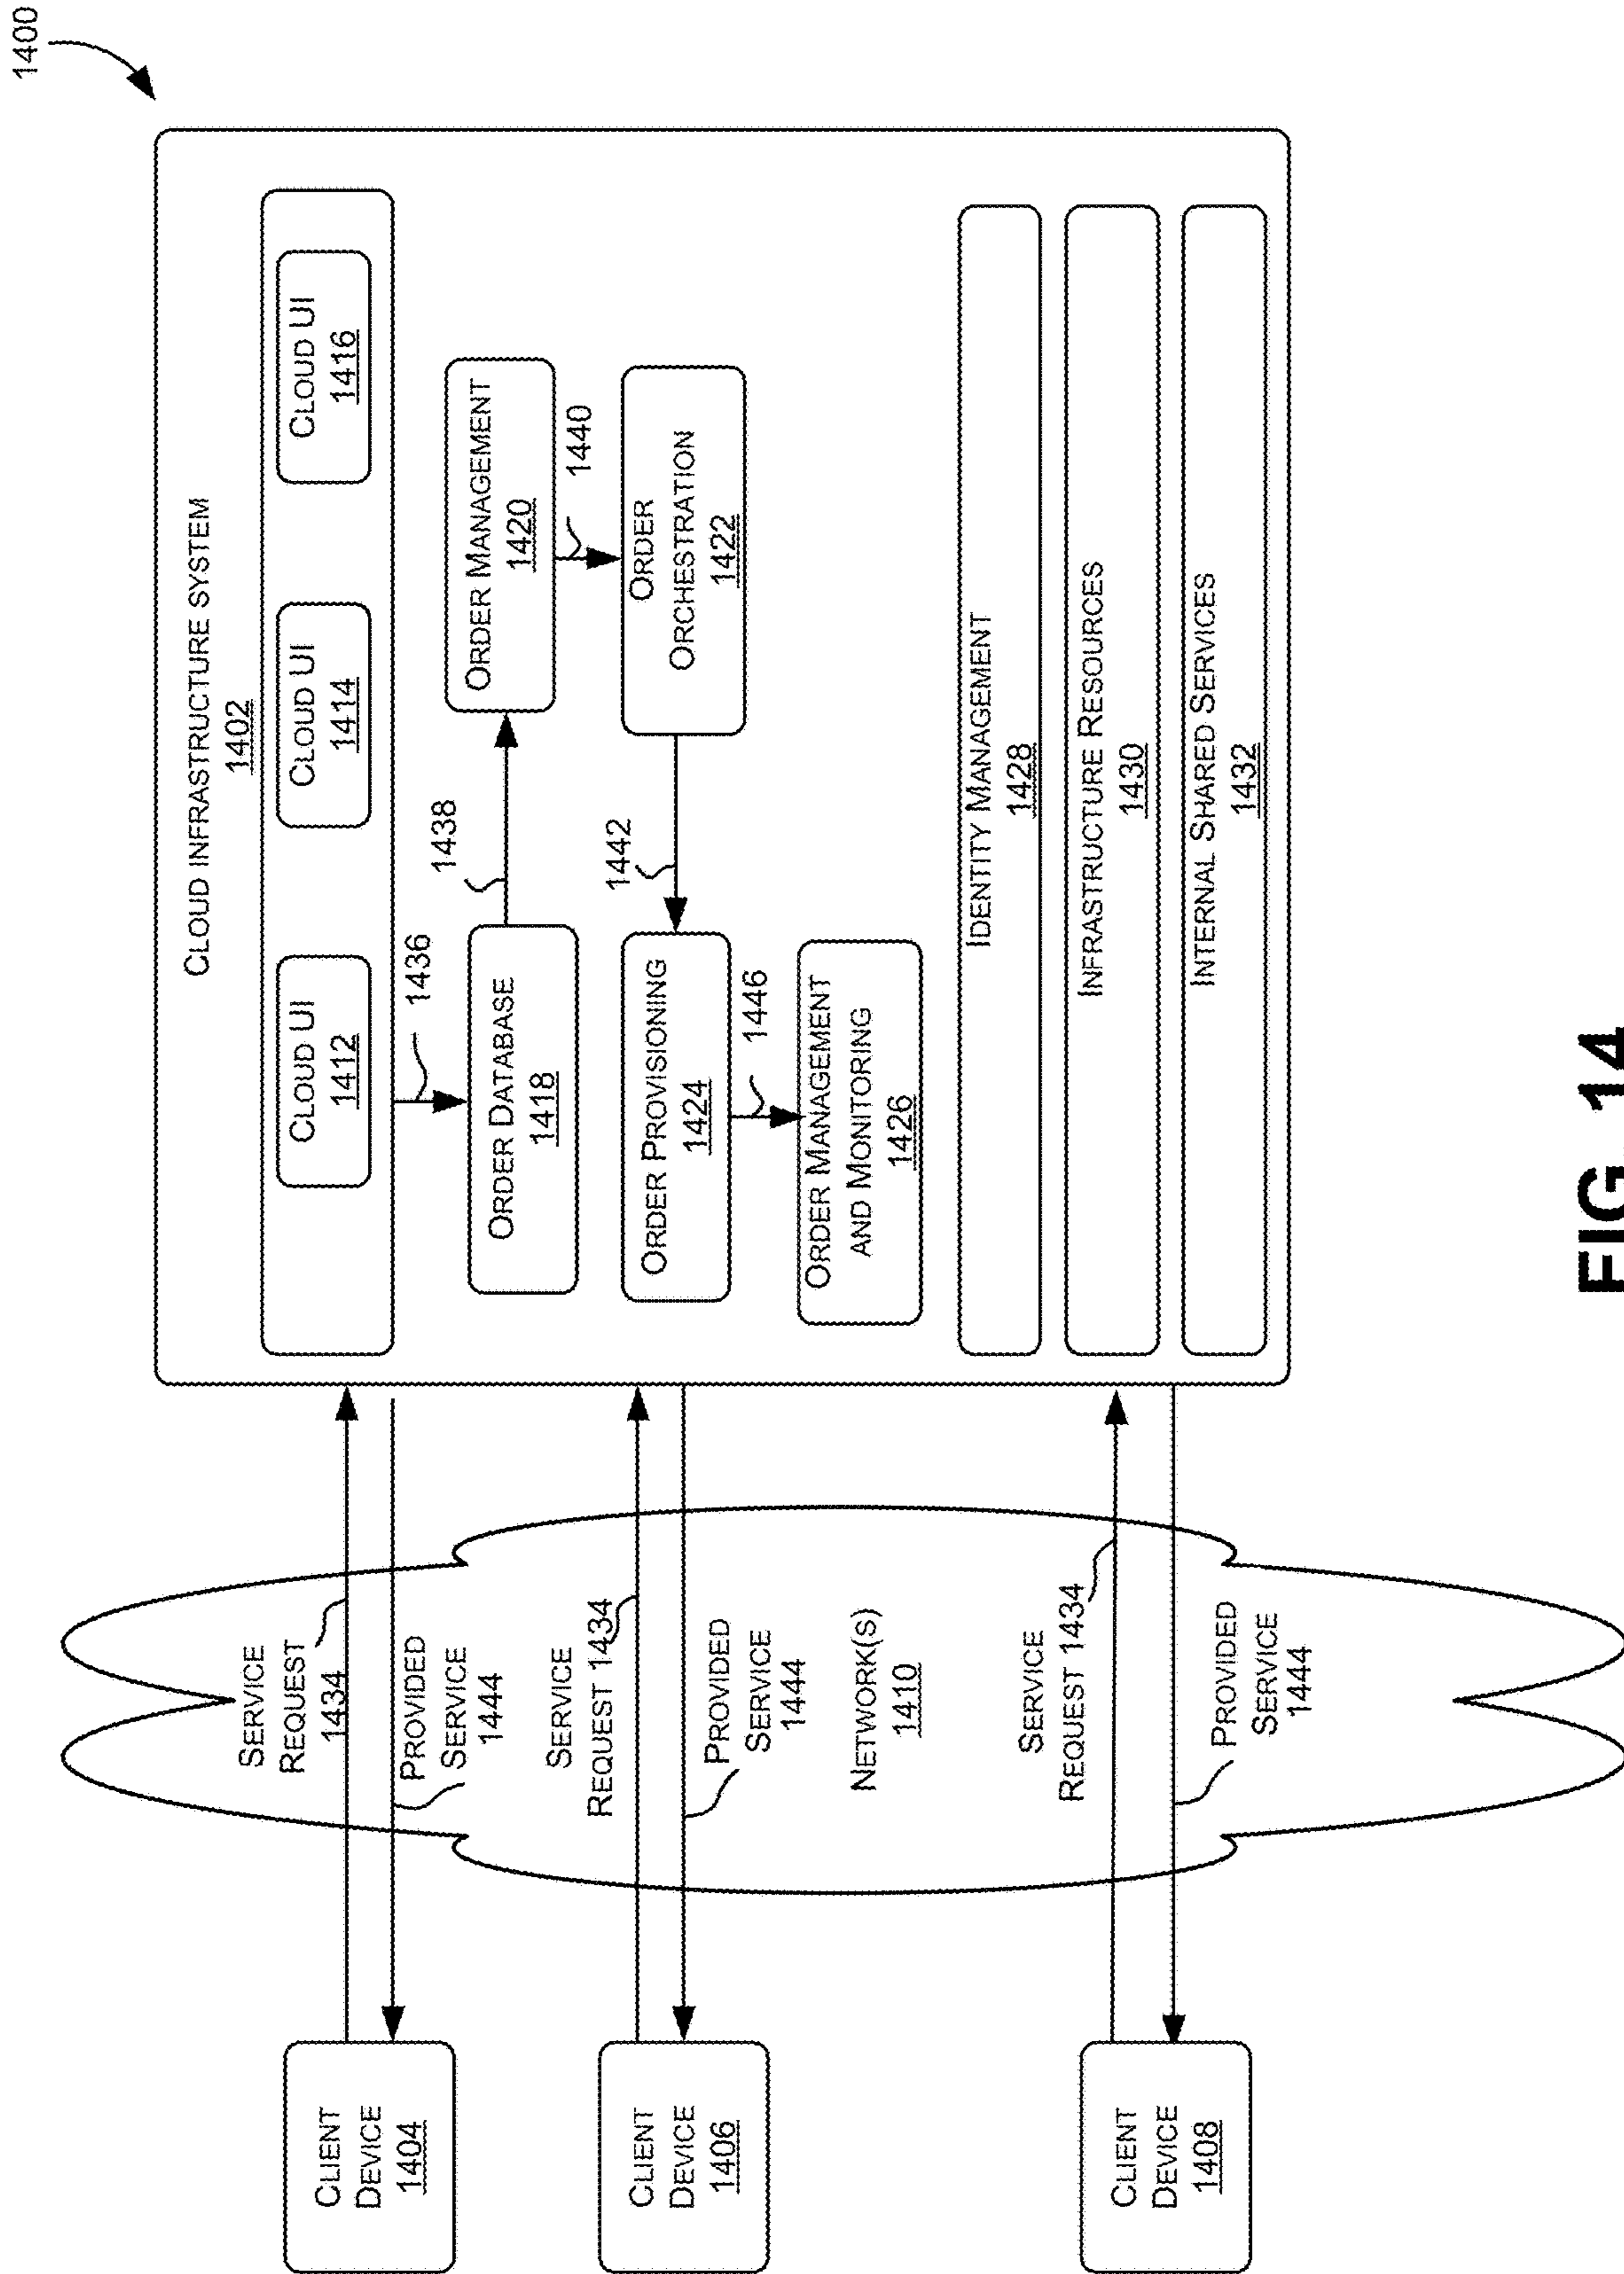 1400
CLOUD INFRASTRUCTURE SYSTEM
1402
CLOUD UI
1412
CLOUD UI
1414
CLOUD UI
1416
1436
ORDER DATABASE
1418
1438
ORDER MANAGEMENT
1420
1440
ORDER
ORCHESTRATION
1422
1442
ORDER PROVISIONING
1424
1446
ORDER MANAGEMENT
AND MONITORING
1426
IDENTITY MANAGEMENT
1428
INFRASTRUCTURE RESOURCES
1430
INTERNAL SHARED SERVICES
1432
CLIENT
DEVICE
1404
SERVICE
REQUEST
1434
PROVIDED
SERVICE
1444
CLIENT
DEVICE
1406
SERVICE
REQUEST 1434
PROVIDED
SERVICE
1444
NETWORK(S)
1410
CLIENT
DEVICE
1408
SERVICE
REQUEST 1434
PROVIDED
SERVICE
1444
FIG. 14